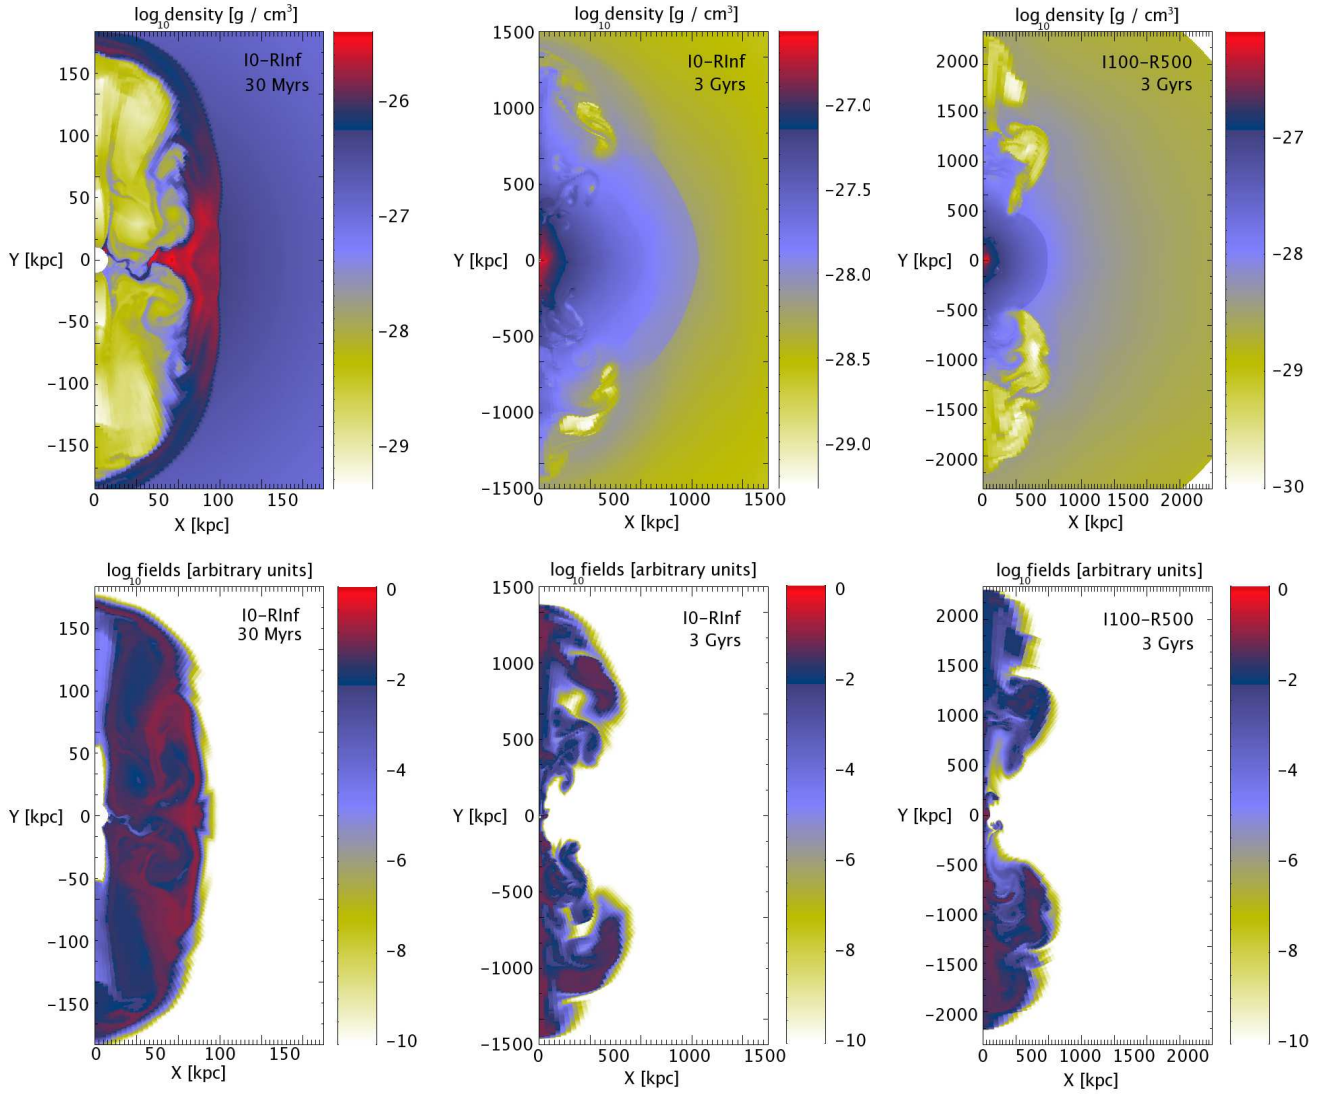 log₁₀ density [g / cm³]
I0-RInf
30 Myrs
150
100
50
Y [kpc] 0
-50
-100
-150
0 50 100 150
X [kpc]
-26
-27
-28
-29
log₁₀ density [g / cm³]
I0-RInf
3 Gyrs
1500
1000
500
Y [kpc] 0
-500
-1000
-1500
0 500 1000 1500
X [kpc]
-27.0
-27.5
-28.0
-28.5
-29.0
log₁₀ density [g / cm³]
I100-R500
3 Gyrs
2000
1500
1000
500
Y [kpc] 0
-500
-1000
-1500
-2000
0 500 1000 1500 2000
X [kpc]
-27
-28
-29
-30
log₁₀ fields [arbitrary units]
I0-RInf
30 Myrs
150
100
50
Y [kpc] 0
-50
-100
-150
0 50 100 150
X [kpc]
0
-2
-4
-6
-8
-10
log₁₀ fields [arbitrary units]
I0-RInf
3 Gyrs
1500
1000
500
Y [kpc] 0
-500
-1000
-1500
0 500 1000 1500
X [kpc]
0
-2
-4
-6
-8
-10
log₁₀ fields [arbitrary units]
I100-R500
3 Gyrs
2000
1500
1000
500
Y [kpc] 0
-500
-1000
-1500
-2000
0 500 1000 1500 2000
X [kpc]
0
-2
-4
-6
-8
-10